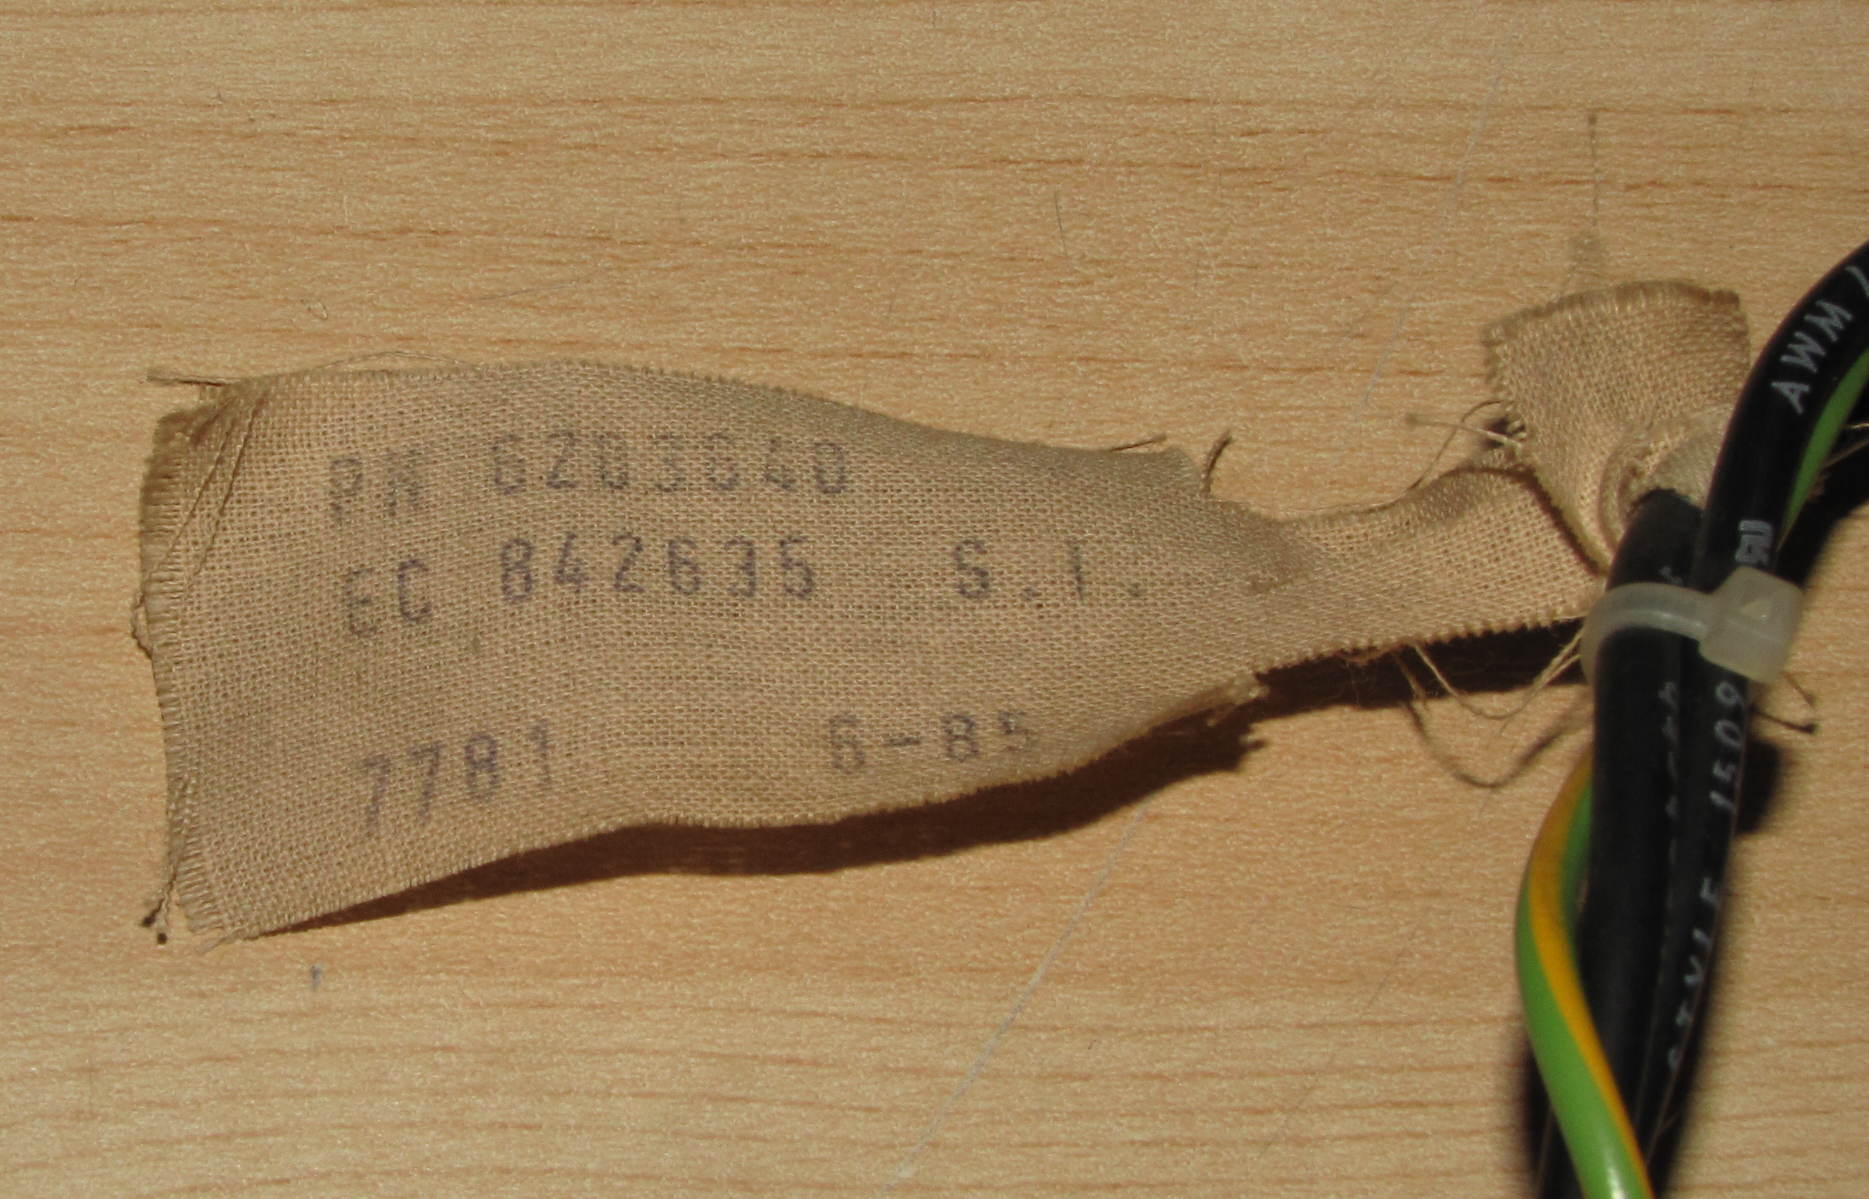 PN 6203640
EC 842635 S.I.
7781 6-85
AWM
STYLE 1509